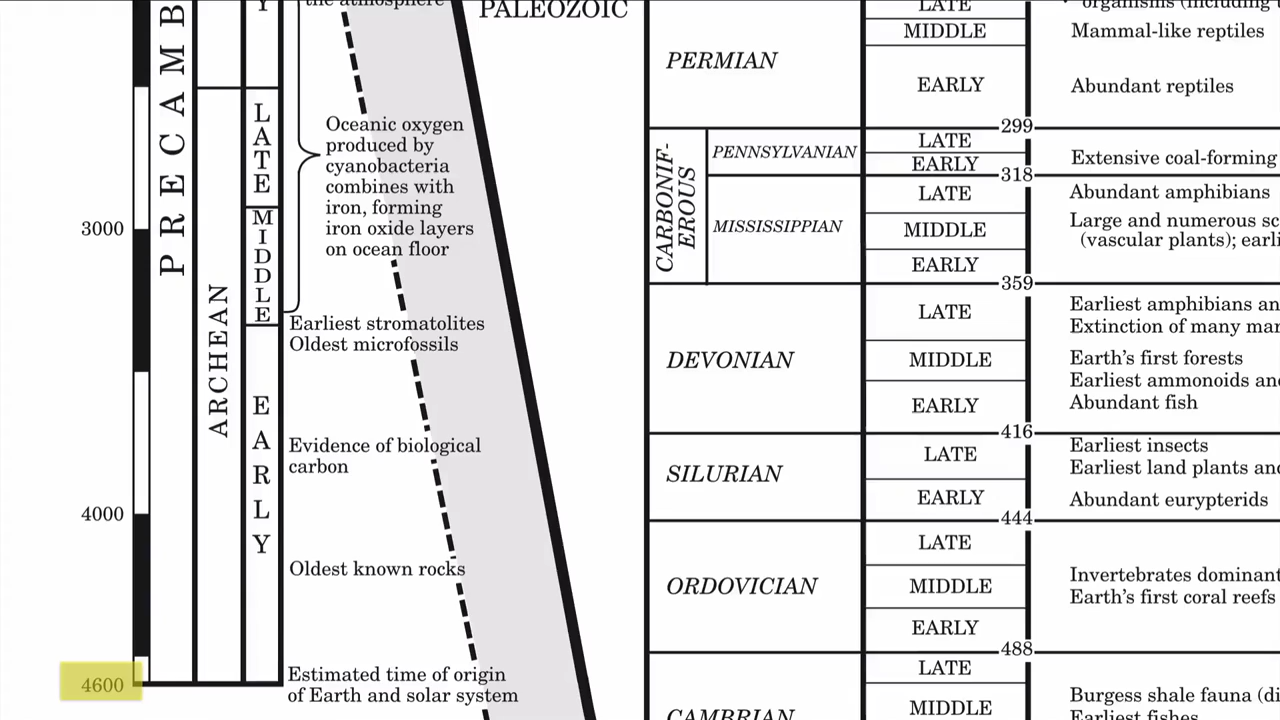 the atmosphere
PRECAMB
Y
LATE
MIDDLE
EARLY
ARCHEAN
3000
4000
4600
Oceanic oxygen
produced by
cyanobacteria
combines with
iron, forming
iron oxide layers
on ocean floor
Earliest stromatolites
Oldest microfossils
Evidence of biological
carbon
Oldest known rocks
Estimated time of origin
of Earth and solar system
PALEOZOIC
PERMIAN
LATE
MIDDLE
EARLY
organisms (including
Mammal-like reptiles
Abundant reptiles
299
CARBONIF-
EROUS
PENNSYLVANIAN
LATE
EARLY
Extensive coal-forming
318
MISSISSIPPIAN
LATE
MIDDLE
EARLY
Abundant amphibians
Large and numerous sc
(vascular plants); earli
359
DEVONIAN
LATE
MIDDLE
EARLY
Earliest amphibians an
Extinction of many mar
Earth's first forests
Earliest ammonoids and
Abundant fish
416
SILURIAN
LATE
EARLY
Earliest insects
Earliest land plants and
Abundant eurypterids
444
ORDOVICIAN
LATE
MIDDLE
EARLY
Invertebrates dominant
Earth's first coral reefs
488
CAMBRIAN
LATE
MIDDLE
Burgess shale fauna (di
Earliest fishes